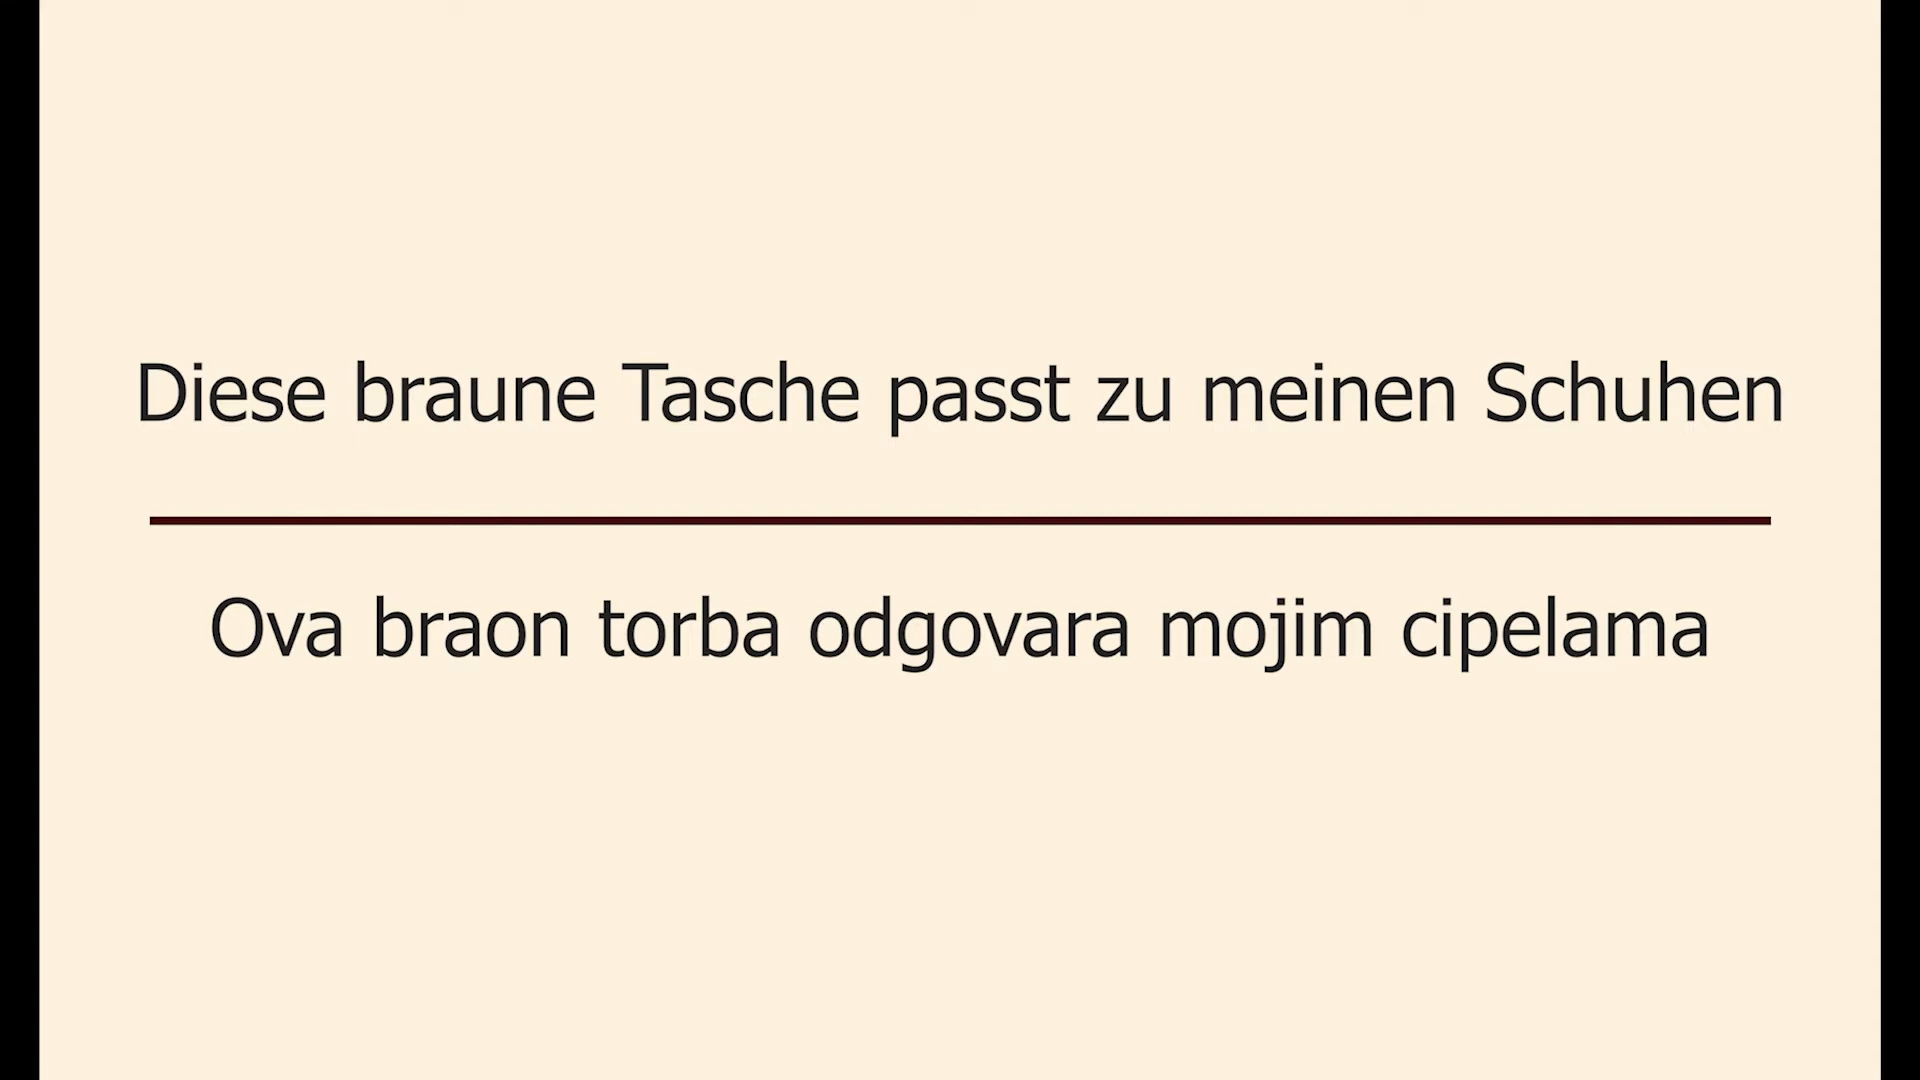 Diese braune Tasche passt zu meinen Schuhen
Ova braon torba odgovara mojim cipelama